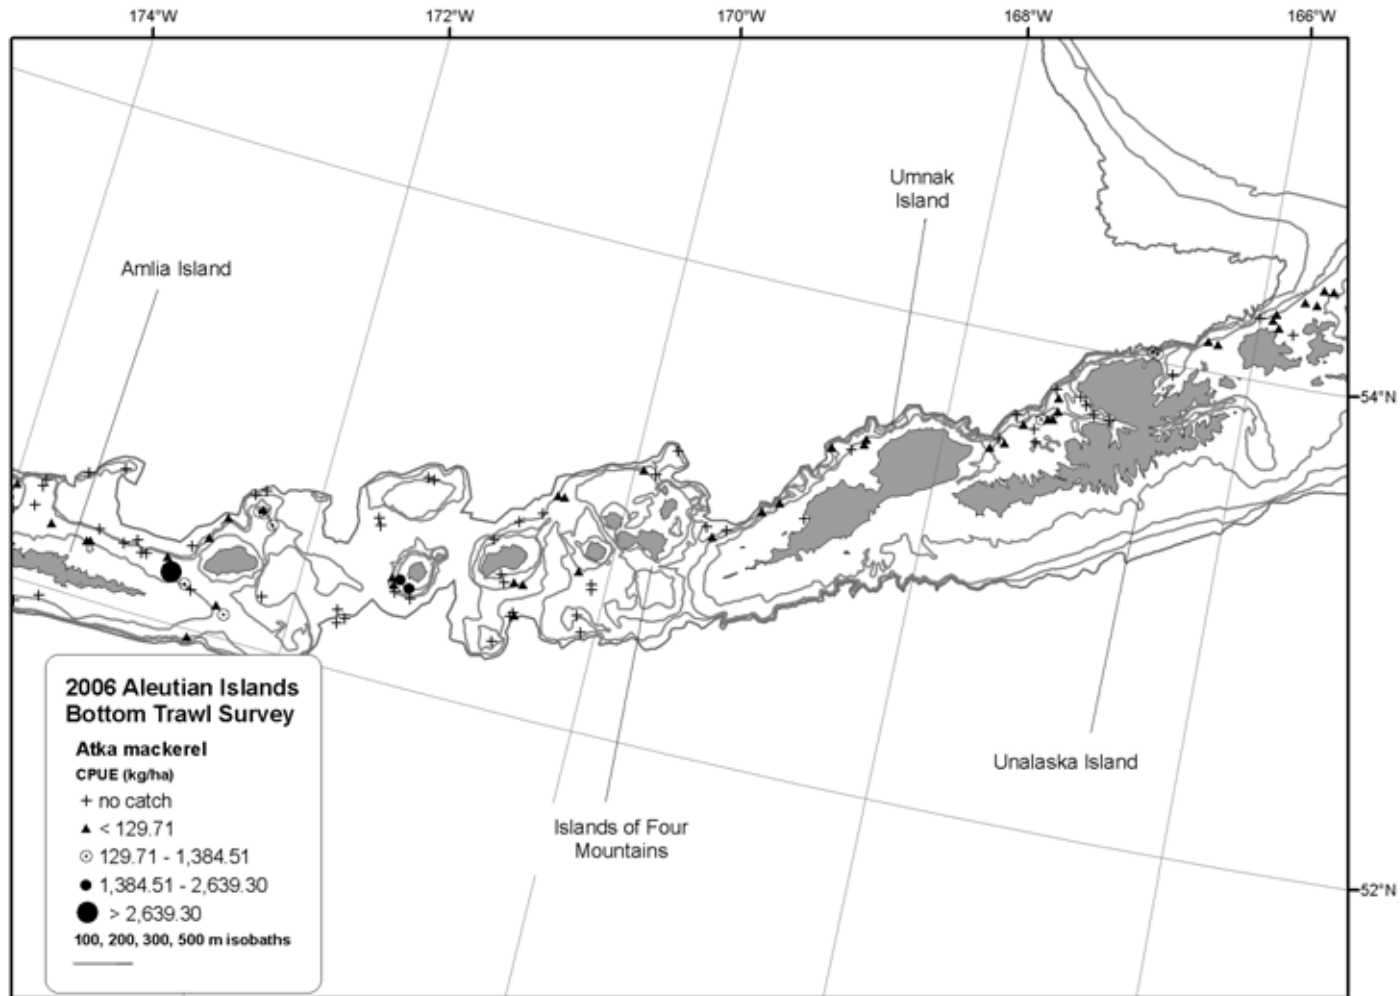 174°W
172°W
170°W
168°W
166°W
Umnak
Island
Amlia Island
54°N
Unalaska Island
Islands of Four
Mountains
52°N
2006 Aleutian Islands
Bottom Trawl Survey
Atka mackerel
CPUE (kg/ha)
+ no catch
▲ < 129.71
⊙ 129.71 - 1,384.51
● 1,384.51 - 2,639.30
● > 2,639.30
100, 200, 300, 500 m isobaths